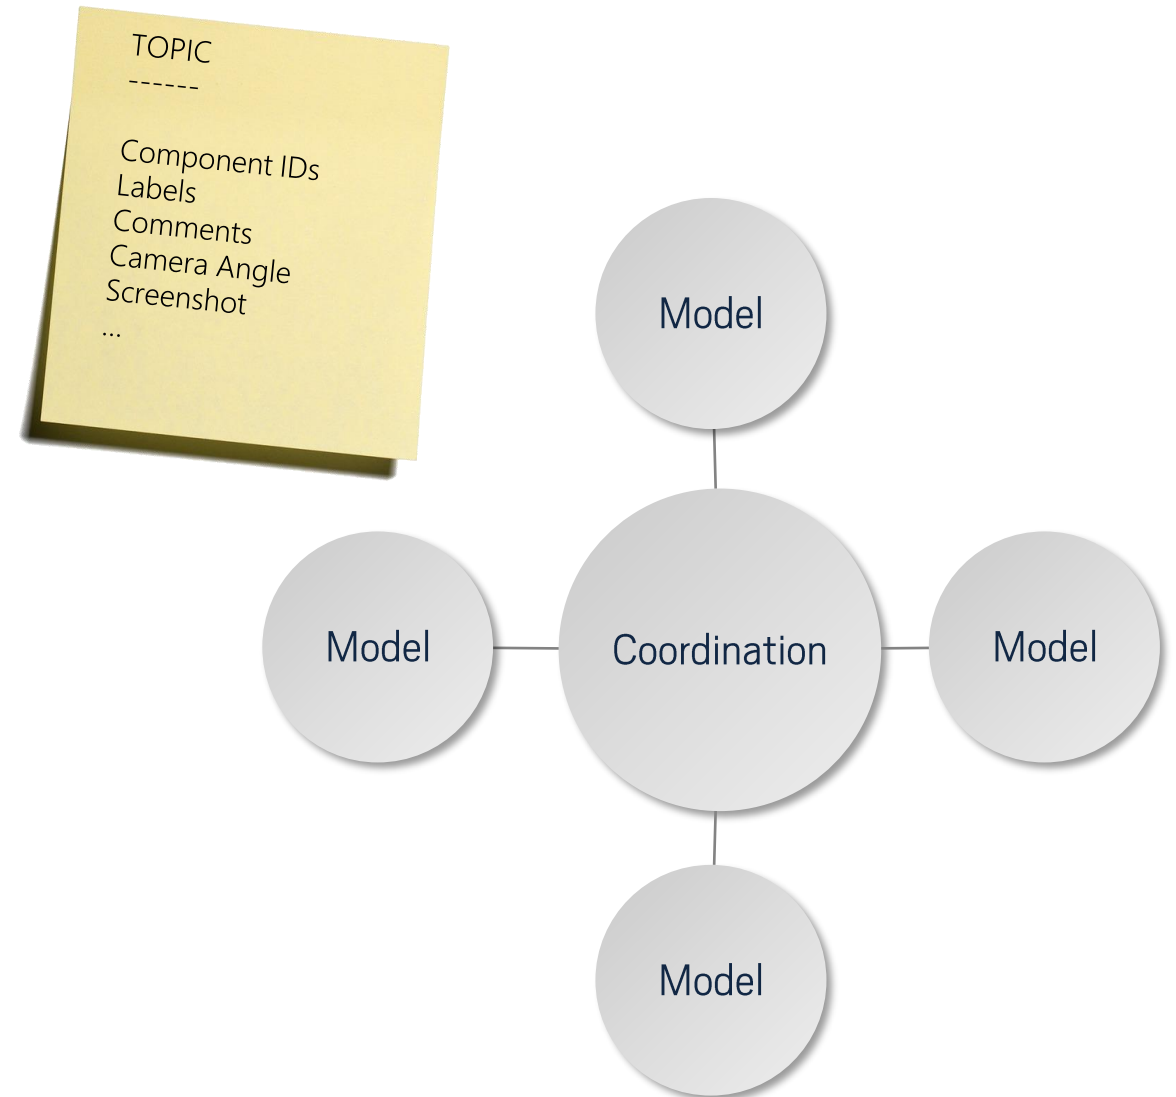 TOPIC
------
Component IDs
Labels
Comments
Camera Angle
Screenshot
...
Model
Model
Coordination
Model
Model